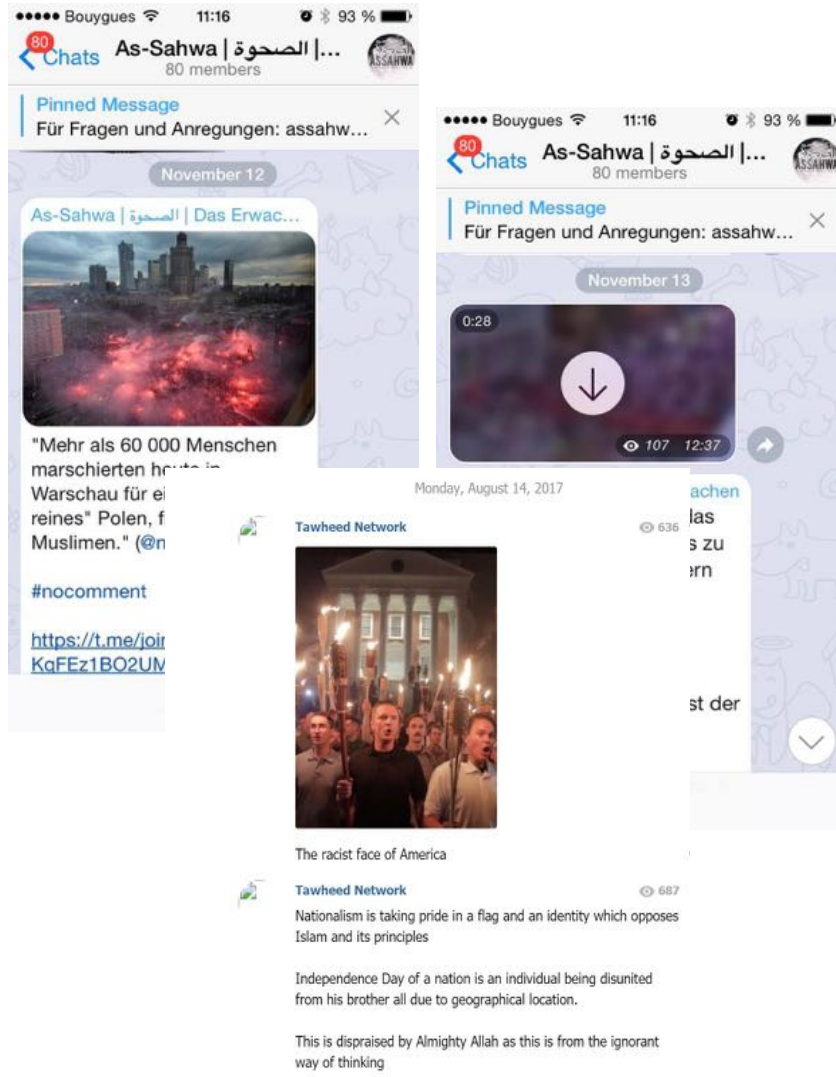 Bouygues 11:16 93 %
80
Chats As-Sahwa | الصحوة |...
80 members
ASSAHWA
Pinned Message
Für Fragen und Anregungen: assahw...
November 12
As-Sahwa | الصحوة | Das Erwac...
"Mehr als 60 000 Menschen
marschierten heute in
Warschau für ei
reines" Polen, f
Muslimen." (@n
#nocomment
https://t.me/joir
KqFEz1BO2UM
Bouygues 11:16 93 %
80
Chats As-Sahwa | الصحوة |...
80 members
ASSAHWA
Pinned Message
Für Fragen und Anregungen: assahw...
November 13
0:28
107 12:37
achen
las
s zu
ern
st der
Monday, August 14, 2017
Tawheed Network 636
The racist face of America
Tawheed Network 687
Nationalism is taking pride in a flag and an identity which opposes
Islam and its principles
Independence Day of a nation is an individual being disunited
from his brother all due to geographical location.
This is dispraised by Almighty Allah as this is from the ignorant
way of thinking